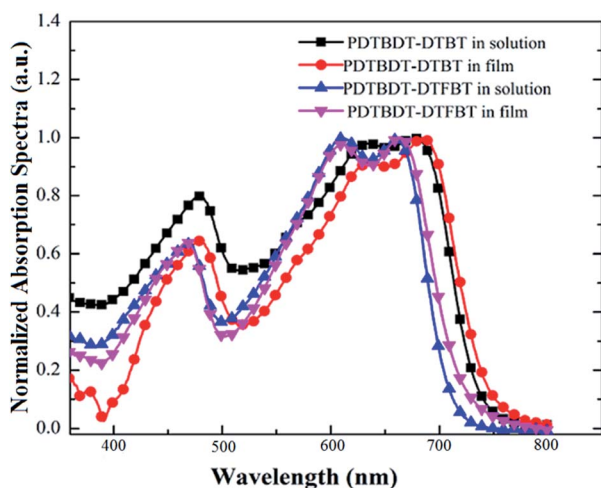 1.4
1.2
1.0
0.8
0.6
0.4
0.2
0.0
Normalized Absorption Spectra (a.u.)
PDTBDT-DTBT in solution
PDTBDT-DTBT in film
PDTBDT-DTFBT in solution
PDTBDT-DTFBT in film
400 500 600 700 800
Wavelength (nm)